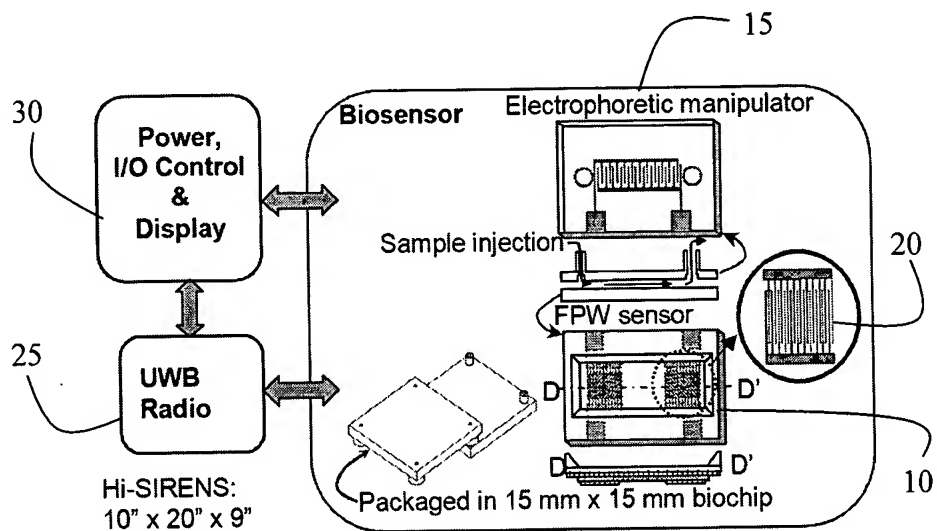 15
30
Power,
I/O Control
&
Display
Biosensor
Electrophoretic manipulator
Sample injection
20
FPW sensor
25
UWB
Radio
D
D'
D
D'
10
Packaged in 15 mm x 15 mm biochip
Hi-SIRENS:
10" x 20" x 9"